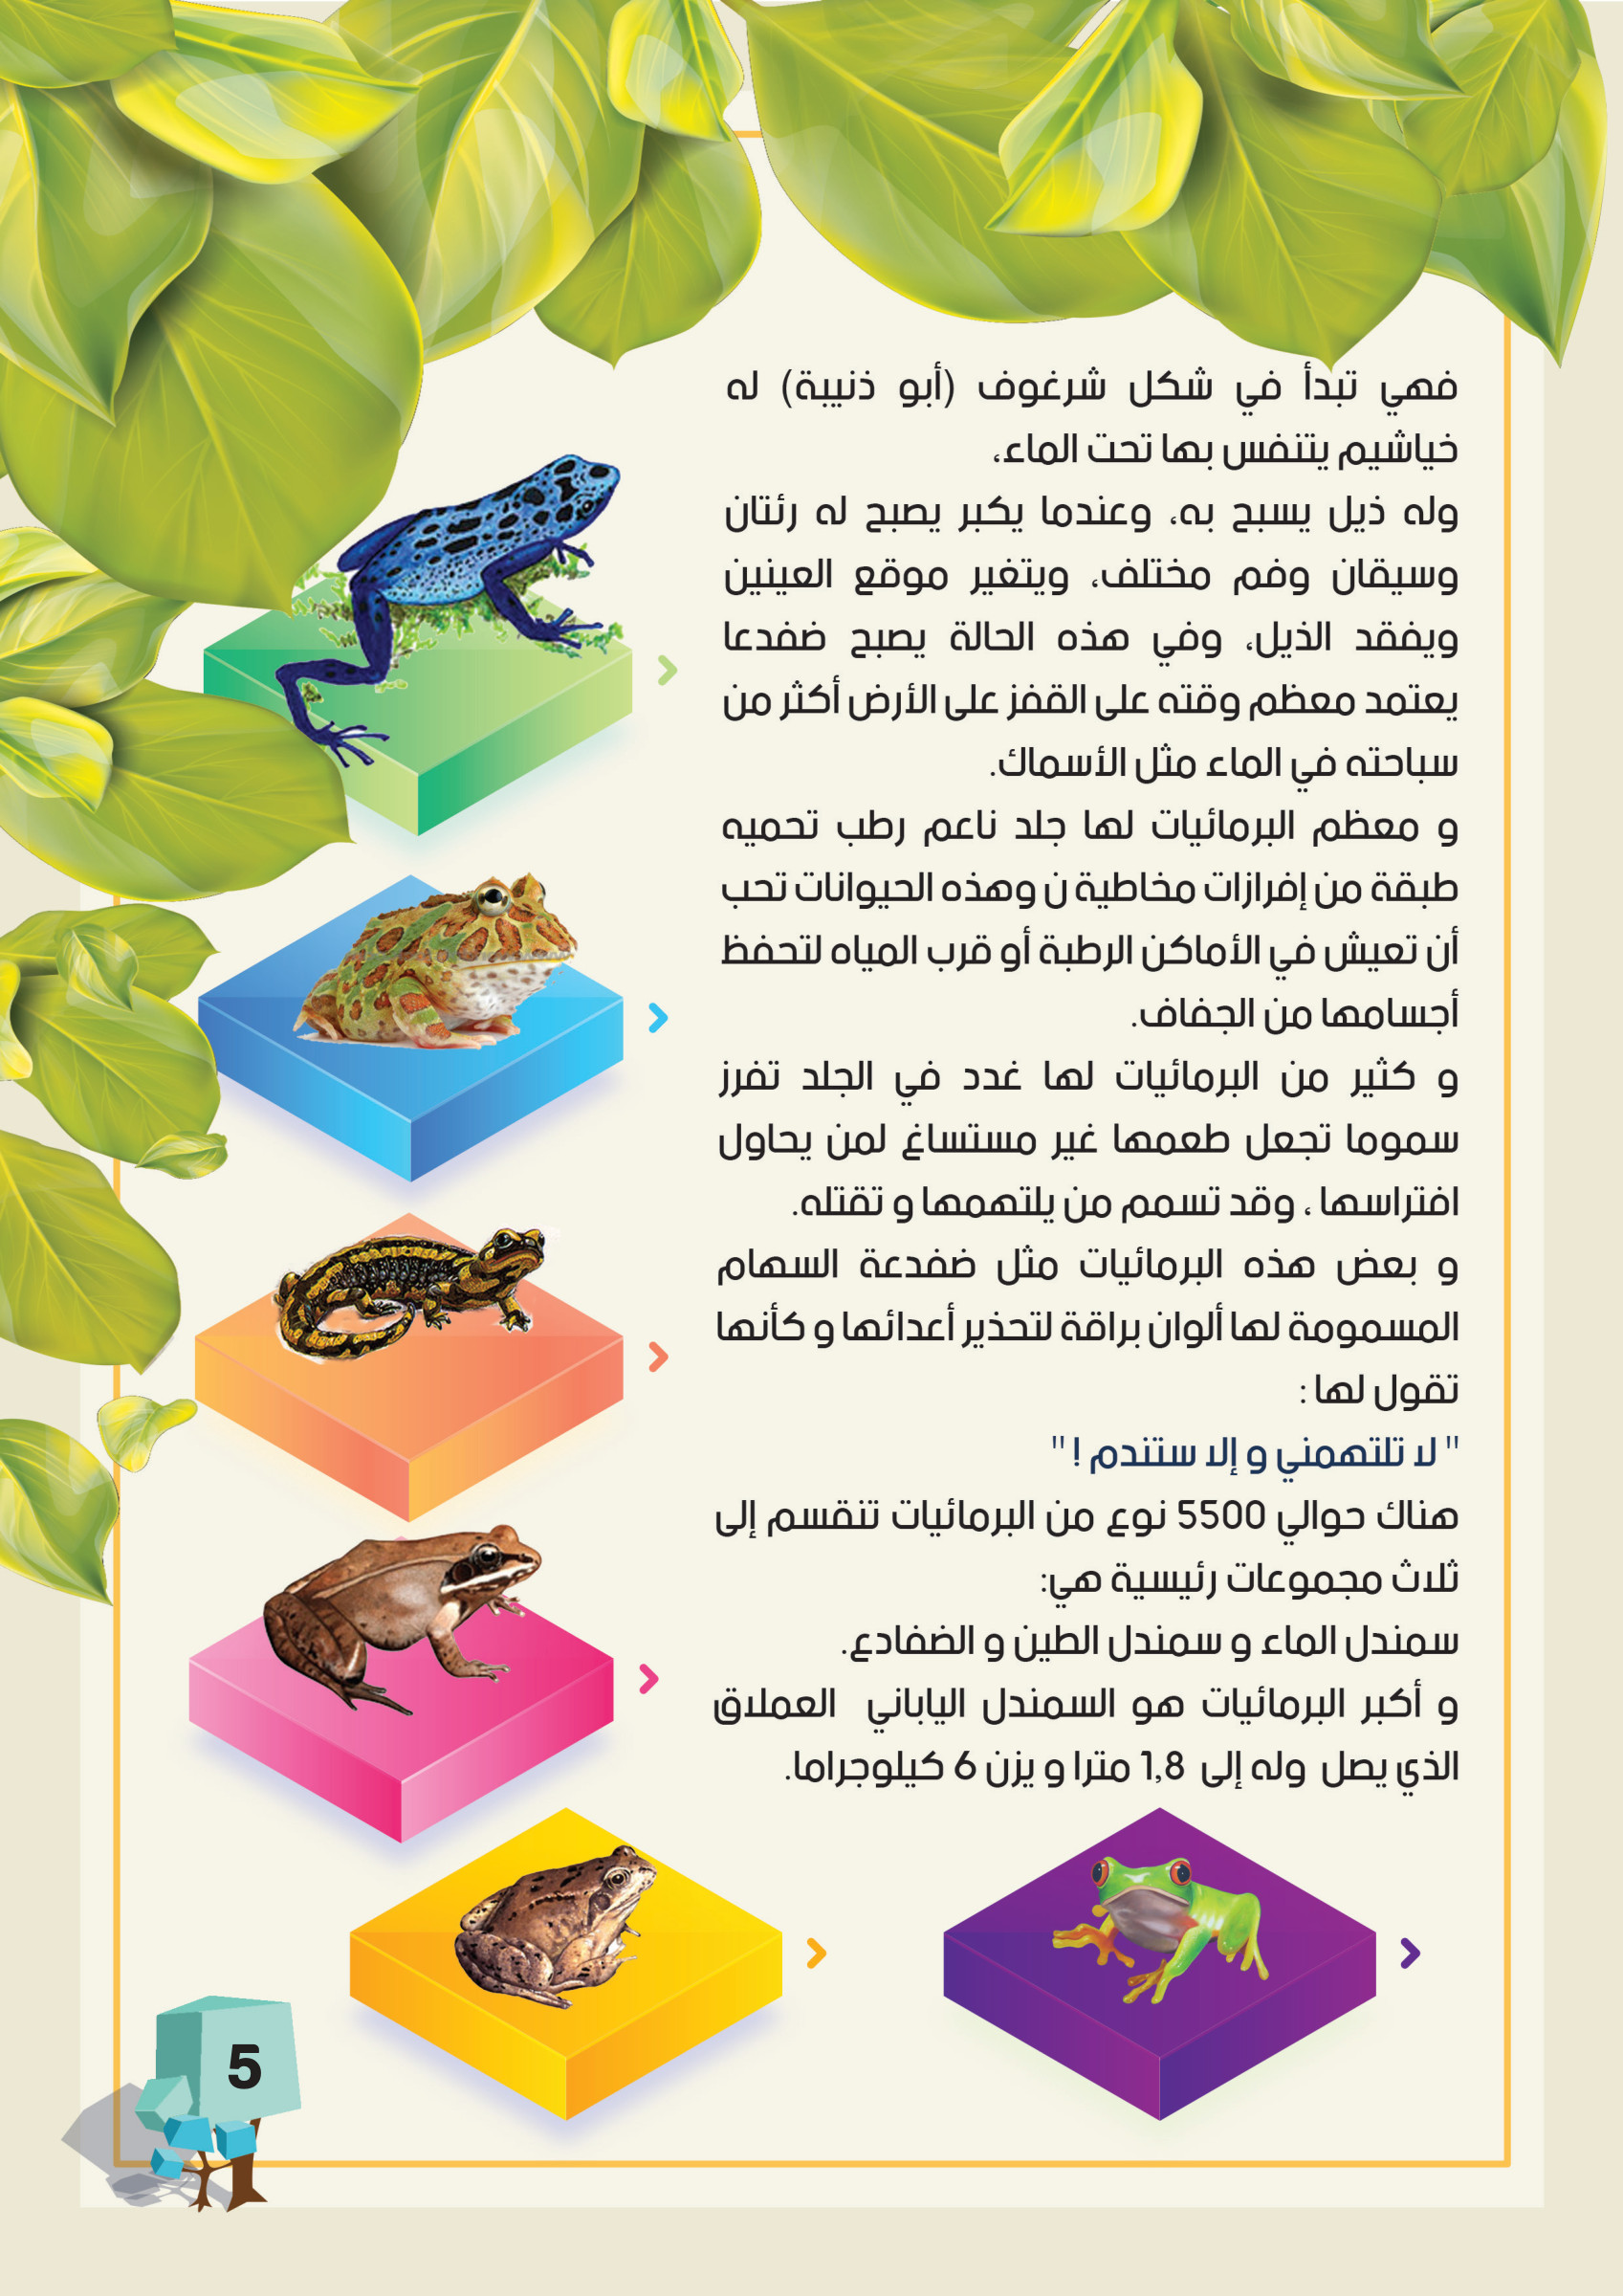 فهي تبدأ في شكل شرغوف (أبو ذنيبة) له
خياشيم يتنفس بها تحت الماء،
وله ذيل يسبح به، وعندما يكبر يصبح له رئتان
وسيقان وفم مختلف، ويتغير موقع العينين
ويفقد الذيل، وفي هذه الحالة يصبح ضفدعا
يعتمد معظم وقته على القفز على الأرض أكثر من
سباحته في الماء مثل الأسماك.
و معظم البرمائيات لها جلد ناعم رطب تحميه
طبقة من إفرازات مخاطية ن وهذه الحيوانات تحب
أن تعيش في الأماكن الرطبة أو قرب المياه لتحفظ
أجسامها من الجفاف.
و كثير من البرمائيات لها غدد في الجلد تفرز
سموما تجعل طعمها غير مستساغ لمن يحاول
افتراسها ، وقد تسمم من يلتهمها و تقتله.
و بعض هذه البرمائيات مثل ضفدعة السهام
المسمومة لها ألوان براقة لتحذير أعدائها و كأنها
تقول لها :
" لا تلتهمني و إلا ستندم ! "
هناك حوالي 5500 نوع من البرمائيات تنقسم إلى
ثلاث مجموعات رئيسية هي:
سمندل الماء و سمندل الطين و الضفادع.
و أكبر البرمائيات هو السمندل الياباني العملاق
الذي يصل وله إلى 1,8 مترا و يزن 6 كيلوجراما.
5